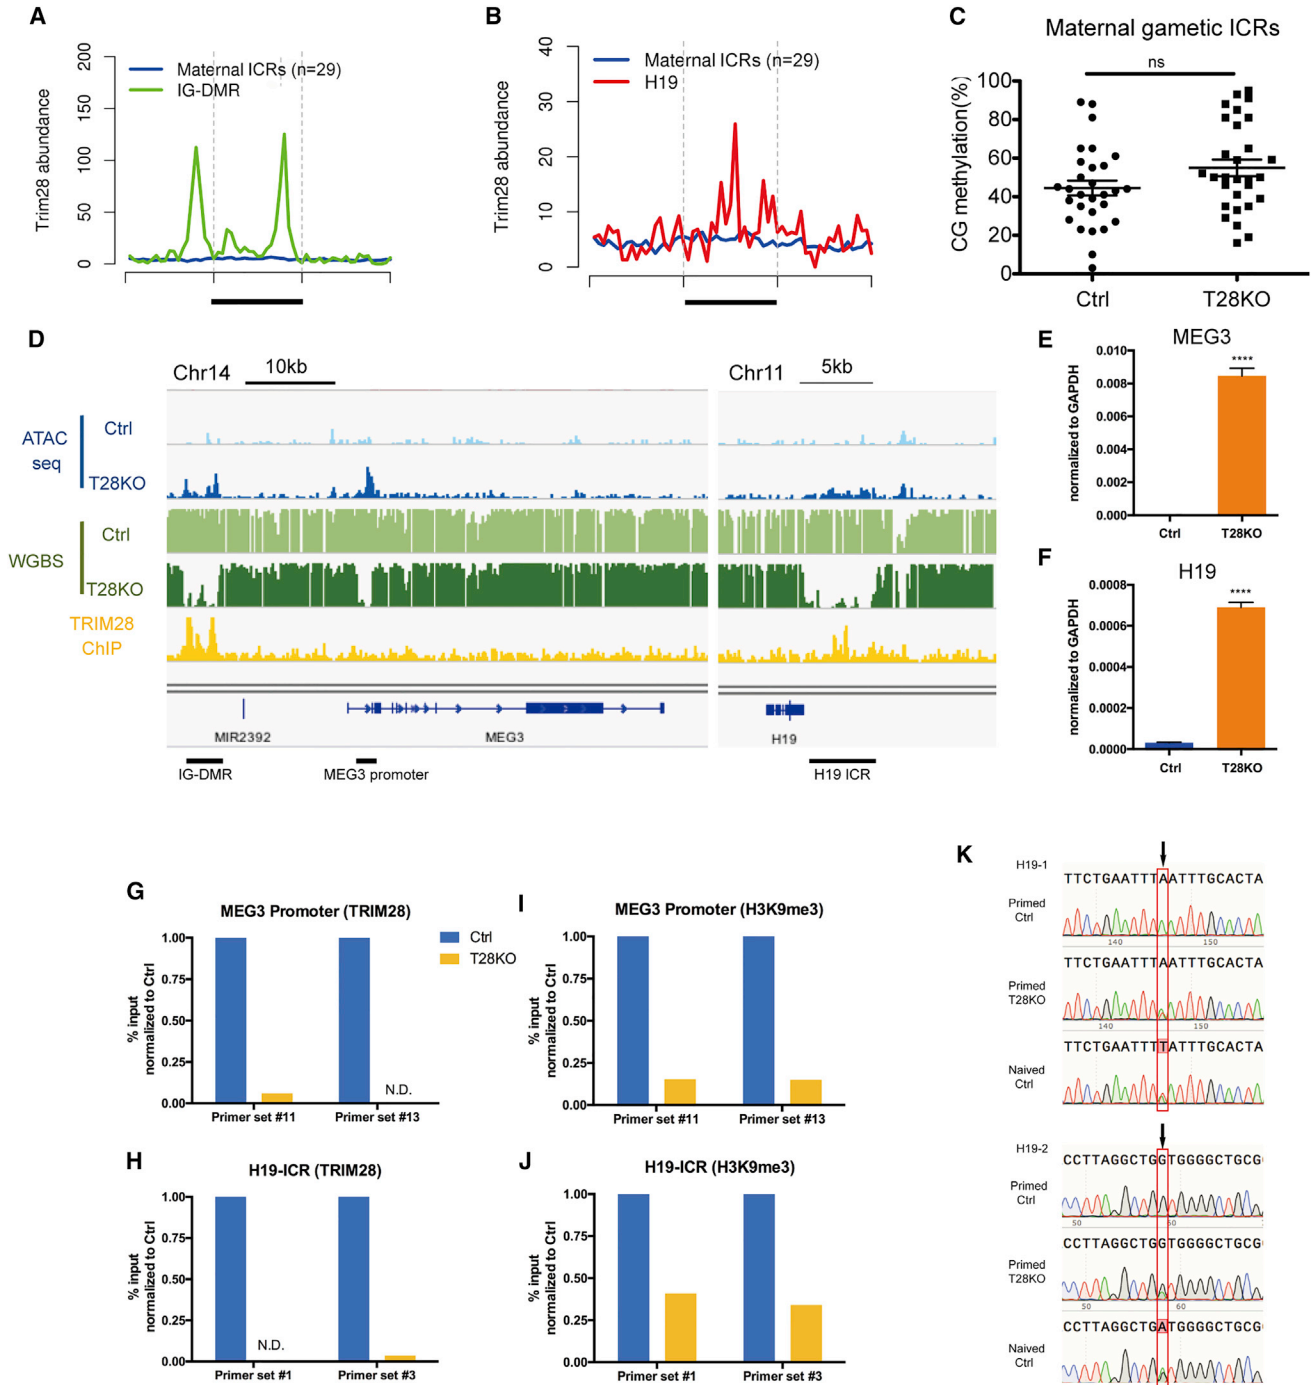 A
200
150
100
50
0
Trim28 abundance
Maternal ICRs (n=29)
IG-DMR
B
40
30
20
10
0
Trim28 abundance
Maternal ICRs (n=29)
H19
C
Maternal gametic ICRs
ns
100
80
60
40
20
0
CG methylation(%)
Ctrl
T28KO
D
Chr14
10kb
Chr11
5kb
ATAC
seq
Ctrl
T28KO
WGBS
Ctrl
T28KO
TRIM28
ChIP
MIR2392
MEG3
H19
IG-DMR
MEG3 promoter
H19 ICR
E
MEG3
****
0.010
0.008
0.006
0.004
0.002
0.000
normalized to GAPDH
Ctrl
T28KO
F
H19
****
0.0008
0.0006
0.0004
0.0002
0.0000
normalized to GAPDH
Ctrl
T28KO
G
MEG3 Promoter (TRIM28)
1.00
0.75
0.50
0.25
0.00
% input
normalized to Ctrl
N.D.
Primer set #11
Primer set #13
Ctrl
T28KO
I
MEG3 Promoter (H3K9me3)
1.00
0.75
0.50
0.25
0.00
% input
normalized to Ctrl
Primer set #11
Primer set #13
H
H19-ICR (TRIM28)
1.00
0.75
0.50
0.25
0.00
% input
normalized to Ctrl
N.D.
Primer set #1
Primer set #3
J
H19-ICR (H3K9me3)
1.00
0.75
0.50
0.25
0.00
% input
normalized to Ctrl
Primer set #1
Primer set #3
K
H19-1
TTCTGAATTTAATTTGCACTA
Primed
Ctrl
140
150
TTCTGAATTTAATTTGCACTA
Primed
T28KO
140
150
TTCTGAATTTTATTTGCACTA
Naived
Ctrl
H19-2
CCTTAGGCTGGTGGGGCTGCG
Primed
Ctrl
50
60
CCTTAGGCTGGTGGGGCTGCG
Primed
T28KO
50
60
CCTTAGGCTGATGGGGCTGCG
Naived
Ctrl